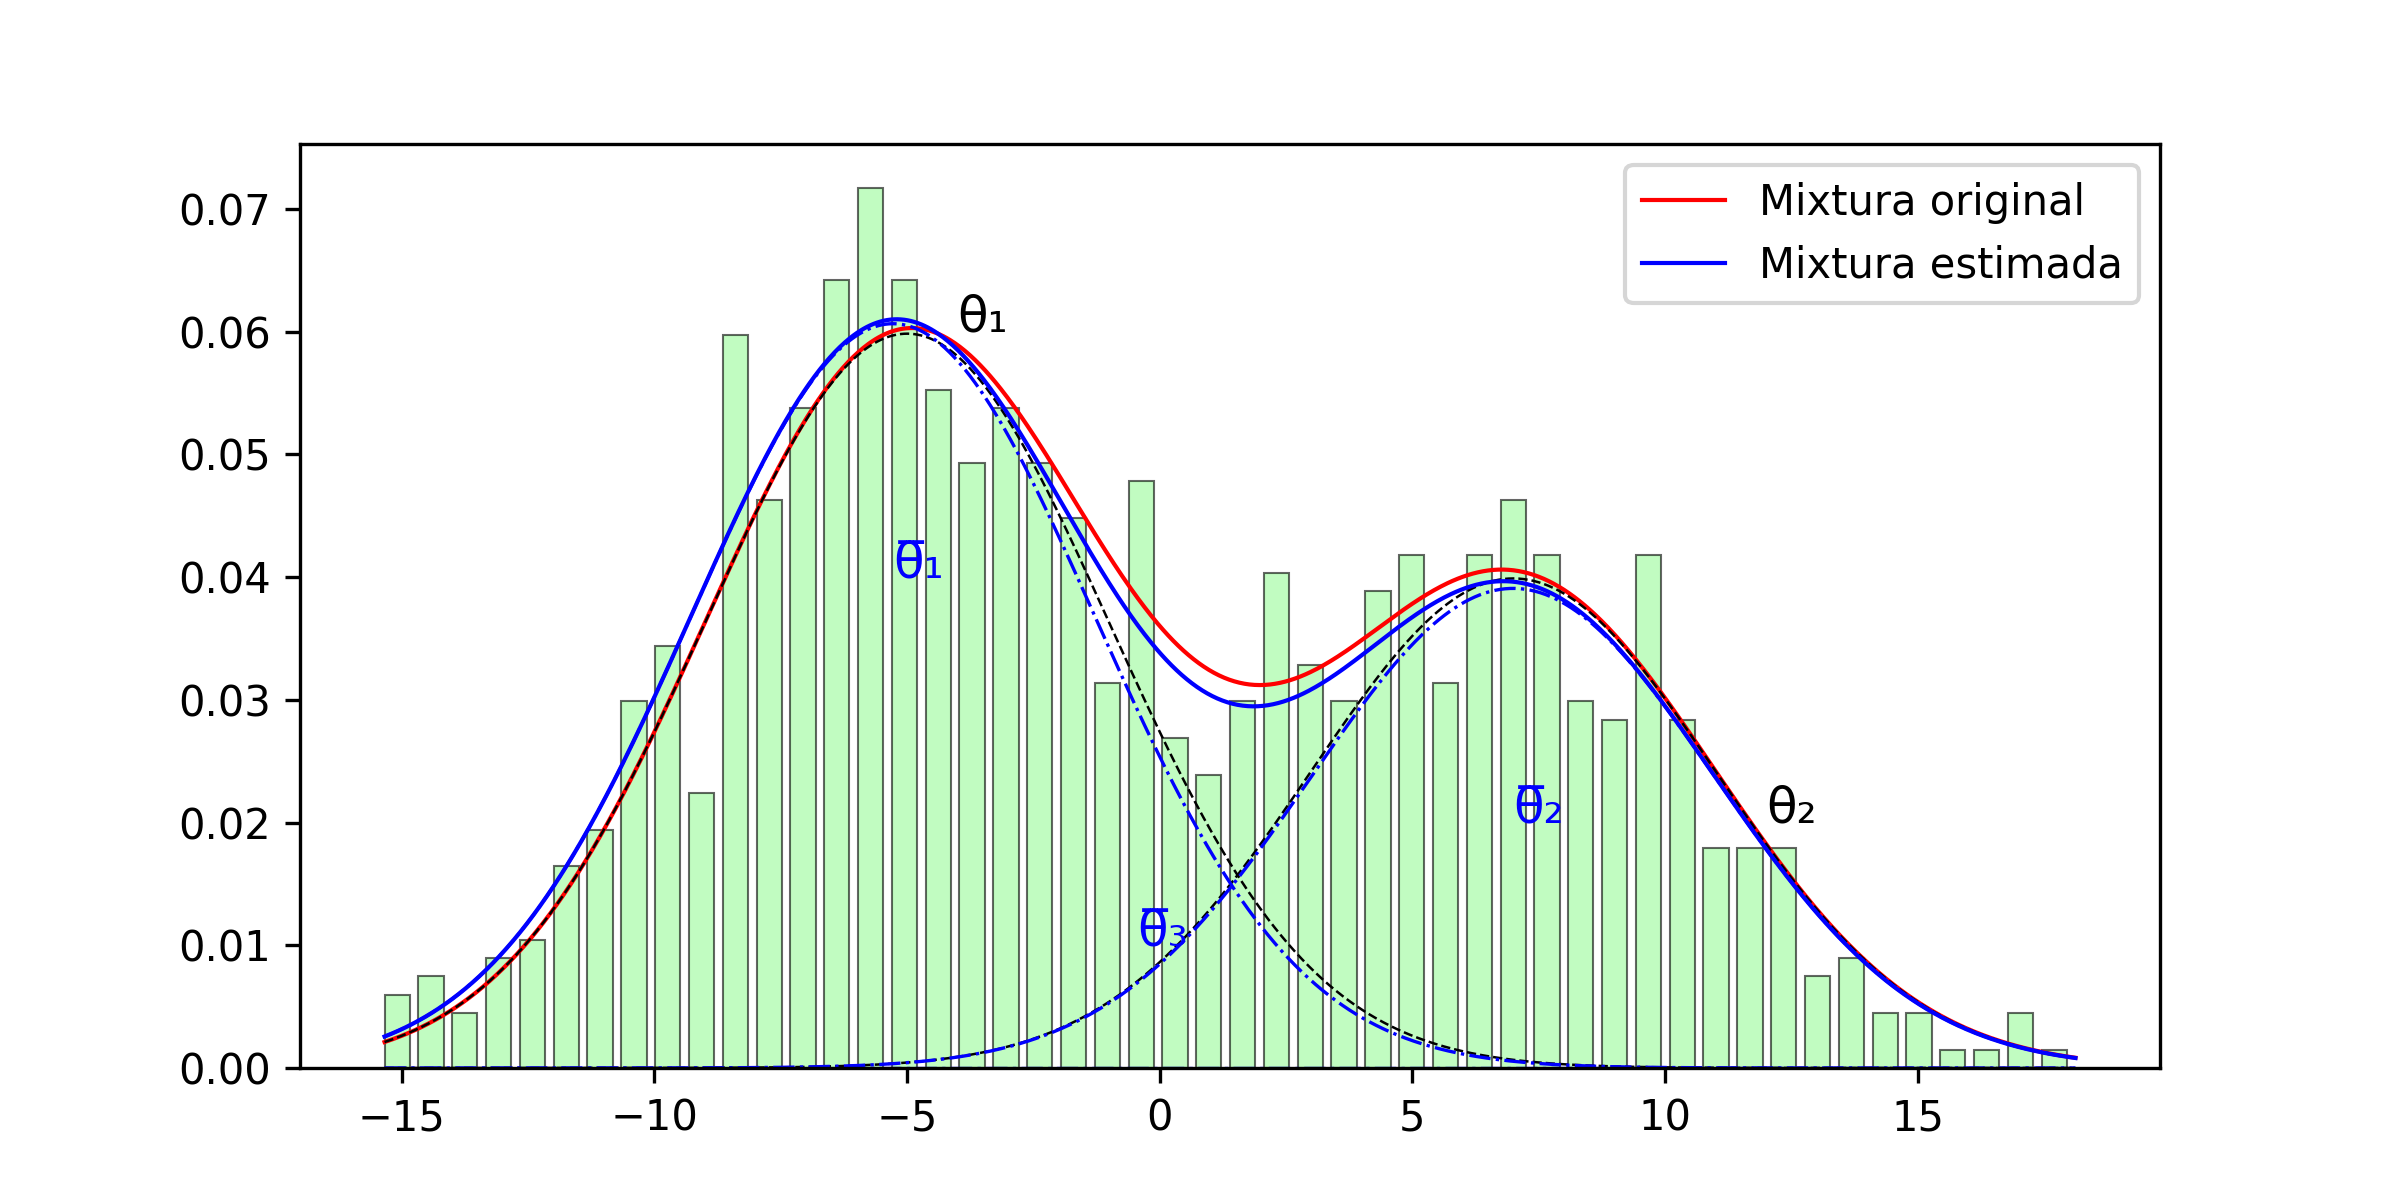 Mixtura original
Mixtura estimada
0.07
0.06
0.05
0.04
0.03
0.02
0.01
0.00
θ₁
θ̅₁
θ̅₂
θ₂
θ̅₃
−15 −10 −5 0 5 10 15